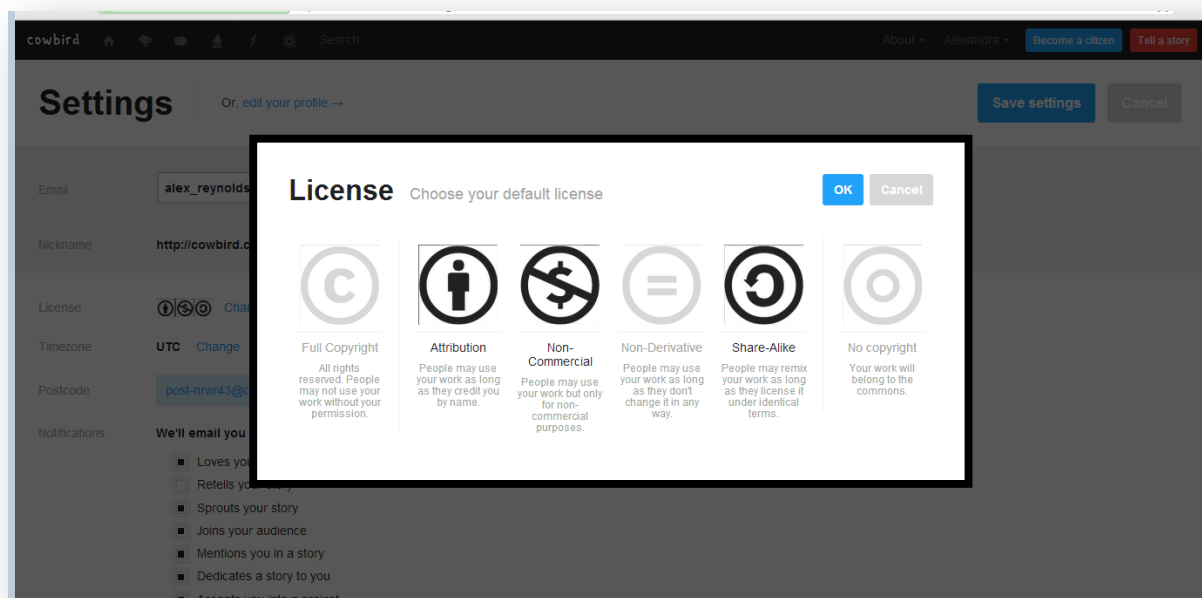 cowbird Search... About Alexandra Become a citizen Tell a story
Settings Or, edit your profile → Save settings Cancel
License Choose your default license OK Cancel
Email alex_reynolds
Nickname http://cowbird.c
License Chan
Timezone UTC Change
Postcode post-nrwr43@c
Notifications We'll email you
Loves you
Retells your story
Sprouts your story
Joins your audience
Mentions you in a story
Dedicates a story to you
Accepts you into a project
Full Copyright
All rights
reserved. People
may not use your
work without your
permission.
Attribution
People may use
your work as long
as they credit you
by name.
Non-
Commercial
People may use
your work but only
for non-
commercial
purposes.
Non-Derivative
People may use
your work as long
as they don't
change it in any
way.
Share-Alike
People may remix
your work as long
as they license it
under identical
terms.
No copyright
Your work will
belong to the
commons.